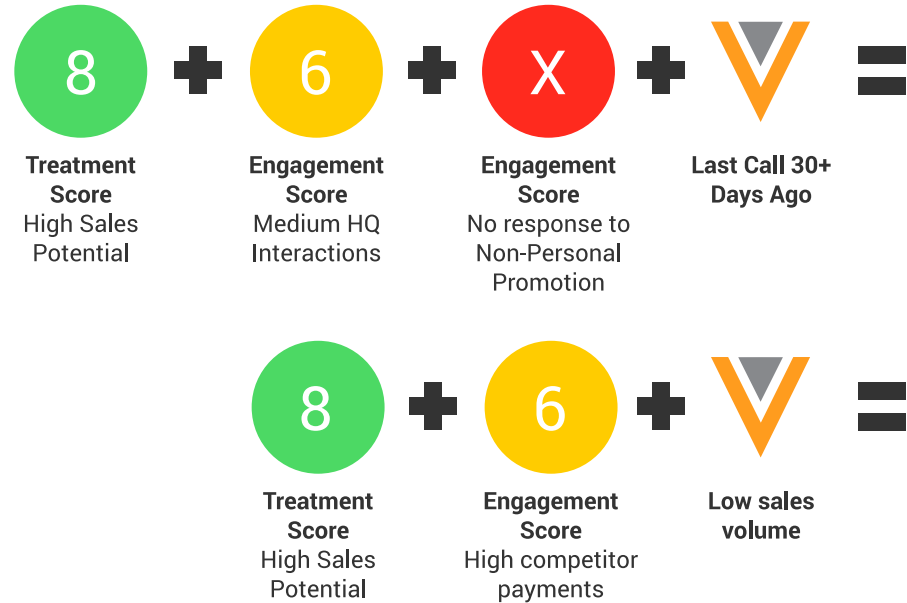 8 + 6 + X + =
Treatment Score
High Sales Potential
Engagement Score
Medium HQ Interactions
Engagement Score
No response to Non-Personal Promotion
Last Call 30+ Days Ago
8 + 6 + =
Treatment Score
High Sales Potential
Engagement Score
High competitor payments
Low sales volume